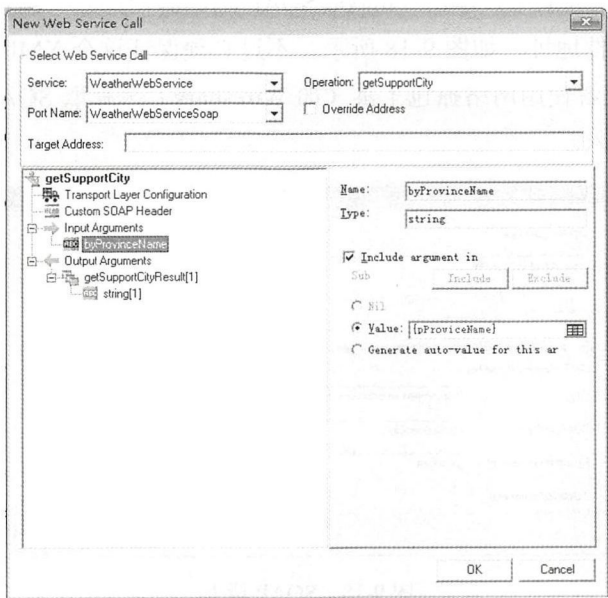 New Web Service Call
Select Web Service Call
Service: WeatherWebService Operation: getSupportCity
Port Name: WeatherWebServiceSoap Override Address
Target Address:
getSupportCity
Transport Layer Configuration
Custom SOAP Header
Input Arguments
byProvinceName
Output Arguments
getSupportCityResult[1]
string[1]
Name: byProvinceName
Type: string
Include argument in
Sub Include Exclude
Nil
Value: {pProviceName}
Generate auto-value for this ar
OK Cancel